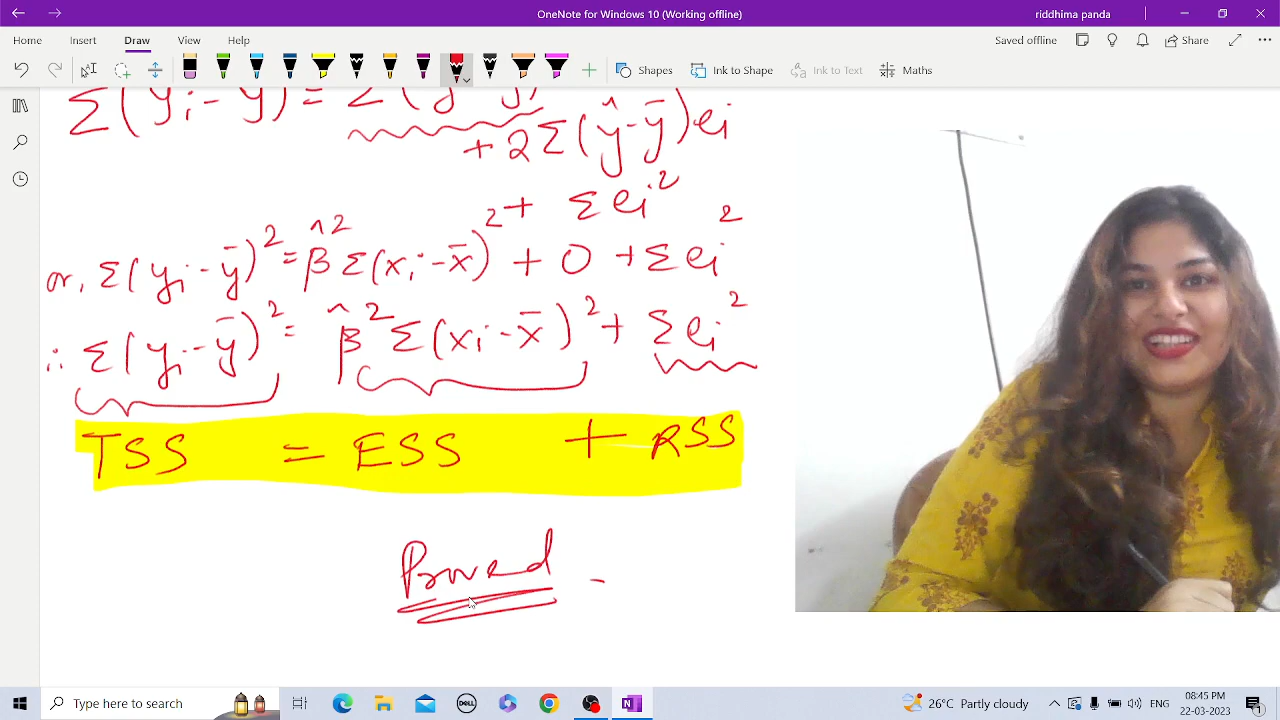 OneNote for Windows 10 (Working offline)
riddhima panda
Home Insert Draw View Help
Saved offline
Share
Shapes
Ink to Shape
Ink to Text
Maths
+ 2Σ(ŷ-ȳ)ei
+ Σei²
or, Σ(yi-ȳ)² = β̂² Σ(xi-x̄)² + 0 + Σei²
∴ Σ(yi-ȳ)² = β̂² Σ(xi-x̄)² + Σei²
TSS = ESS + RSS
Proved -
Type here to search
DELL
26°C Partly cloudy
ENG
08:45 PM
22-03-2023